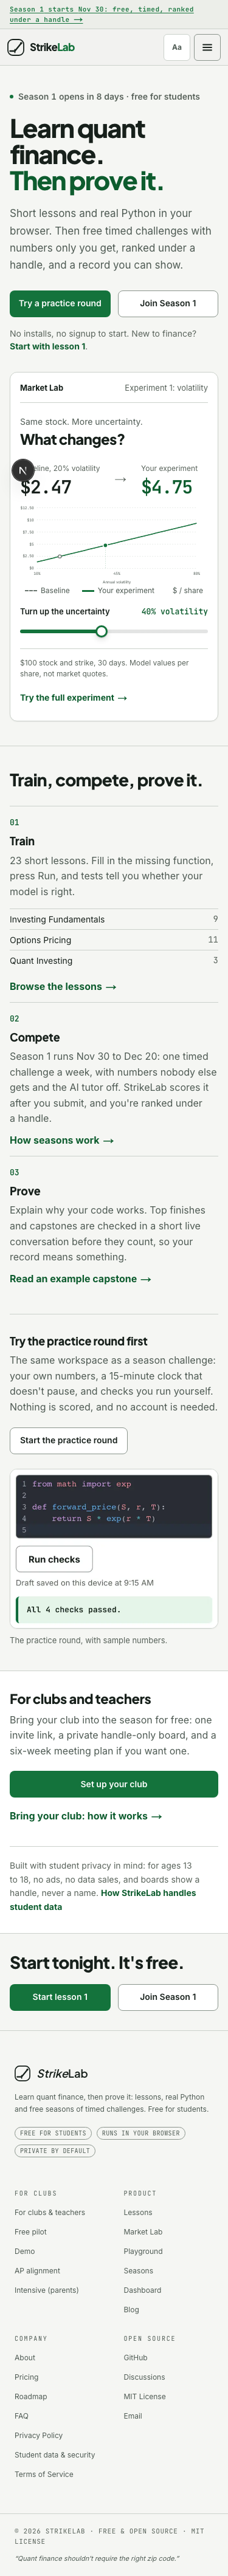 Season 1 starts Nov 30: free, timed, ranked
under a handle →
StrikeLab
Aa
Season 1 opens in 8 days · free for students
Learn quant
finance.
Then prove it.
Short lessons and real Python in your
browser. Then free timed challenges with
numbers only you get, ranked under a
handle, and a record you can show.
Try a practice round
Join Season 1
No installs, no signup to start. New to finance?
Start with lesson 1.
Market Lab
Experiment 1: volatility
Same stock. More uncertainty.
What changes?
line, 20% volatility
Your experiment
N
$2.47
→
$4.75
Baseline
Your experiment
$ / share
Turn up the uncertainty
40% volatility
$100 stock and strike, 30 days. Model values per
share, not market quotes.
Try the full experiment →
Train, compete, prove it.
01
Train
23 short lessons. Fill in the missing function,
press Run, and tests tell you whether your
model is right.
Investing Fundamentals 9
Options Pricing 11
Quant Investing 3
Browse the lessons →
02
Compete
Season 1 runs Nov 30 to Dec 20: one timed
challenge a week, with numbers nobody else
gets and the AI tutor off. StrikeLab scores it
after you submit, and you're ranked under
a handle.
How seasons work →
03
Prove
Explain why your code works. Top finishes
and capstones are checked in a short live
conversation before they count, so your
record means something.
Read an example capstone →
Try the practice round first
The same workspace as a season challenge:
your own numbers, a 15-minute clock that
doesn't pause, and checks you run yourself.
Nothing is scored, and no account is needed.
Start the practice round
1 from math import exp
2
3 def forward_price(S, r, T):
4 return S * exp(r * T)
5
Run checks
Draft saved on this device at 9:15 AM
All 4 checks passed.
The practice round, with sample numbers.
For clubs and teachers
Bring your club into the season for free: one
invite link, a private handle-only board, and a
six-week meeting plan if you want one.
Set up your club
Bring your club: how it works →
Built with student privacy in mind: for ages 13
to 18, no ads, no data sales, and boards show a
handle, never a name. How StrikeLab handles
student data
Start tonight. It's free.
Start lesson 1
Join Season 1
StrikeLab
Learn quant finance, then prove it: lessons, real Python
and free seasons of timed challenges. Free for students.
FREE FOR STUDENTS
RUNS IN YOUR BROWSER
PRIVATE BY DEFAULT
FOR CLUBS
For clubs & teachers
Free pilot
Demo
AP alignment
Intensive (parents)
PRODUCT
Lessons
Market Lab
Playground
Seasons
Dashboard
Blog
COMPANY
About
Pricing
Roadmap
FAQ
Privacy Policy
Student data & security
Terms of Service
OPEN SOURCE
GitHub
Discussions
MIT License
Email
© 2026 STRIKELAB · FREE & OPEN SOURCE · MIT
LICENSE
"Quant finance shouldn't require the right zip code."